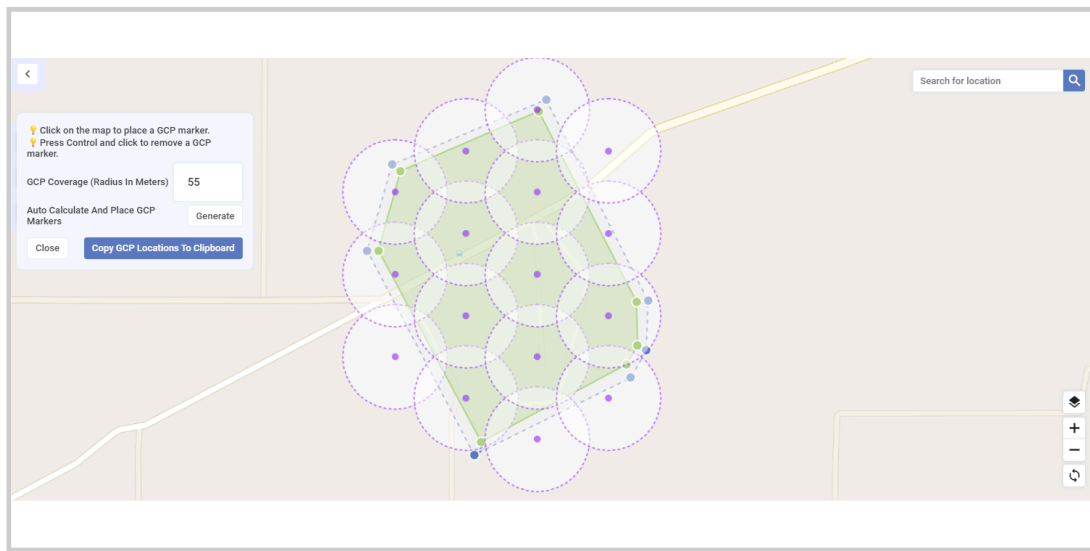 Search for location
💡Click on the map to place a GCP marker.
💡Press Control and click to remove a GCP
marker.
GCP Coverage (Radius In Meters) 55
Auto Calculate And Place GCP
Markers
Generate
Close
Copy GCP Locations To Clipboard